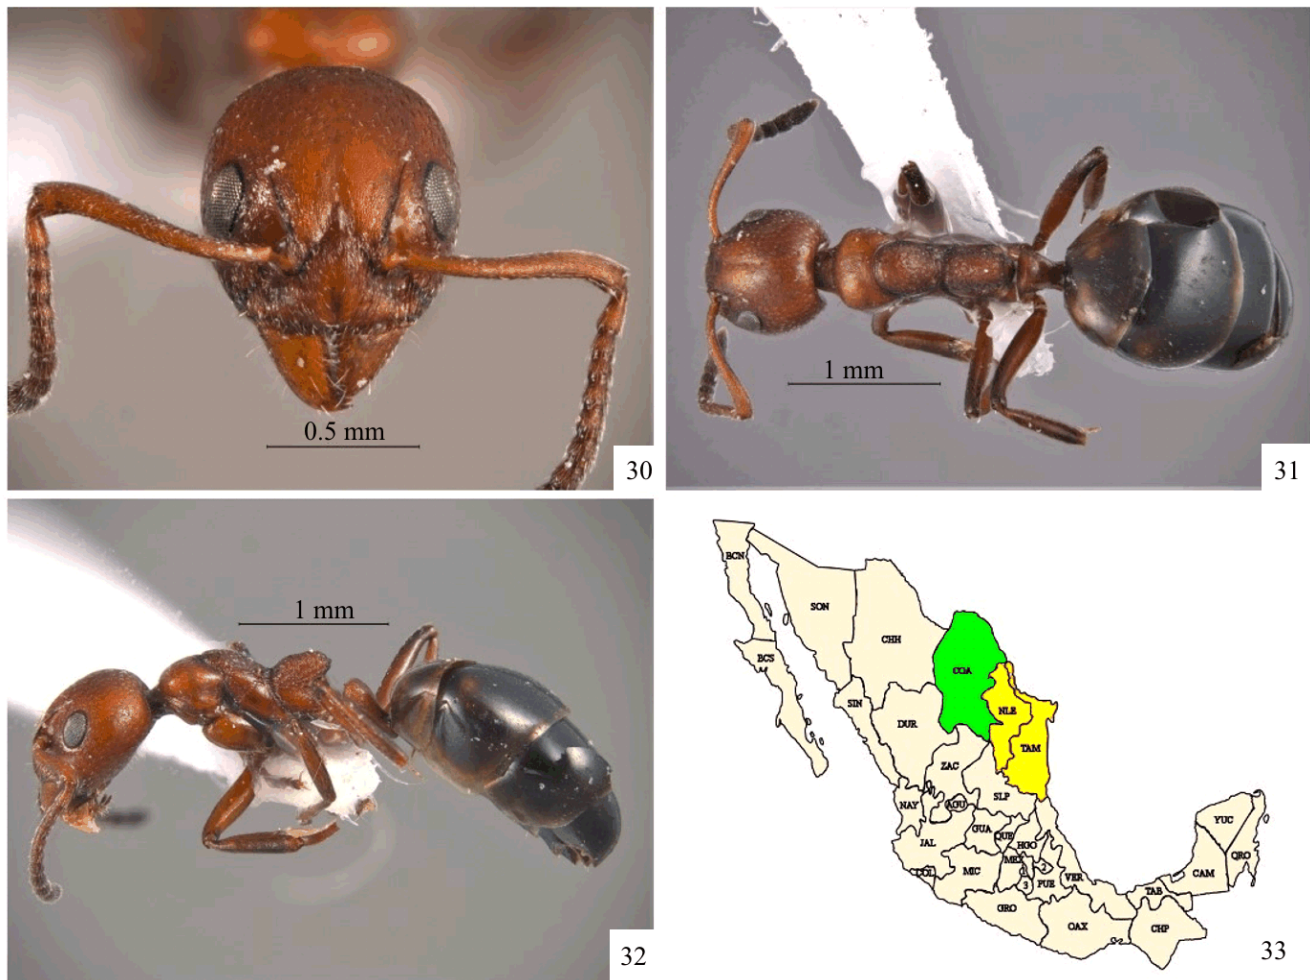 0.5 mm
30
1 mm
31
1 mm
32
BCN
SON
CHH
COA
BCS
NLE
SIN
DUR
TAM
ZAC
NAY
AGU
SLP
YUC
GUA
QUE
JAL
HGO
QRO
MEX
COL
MIC
1
2
CAM
3
PUE
VER
TAB
GRO
OAX
CHP
33